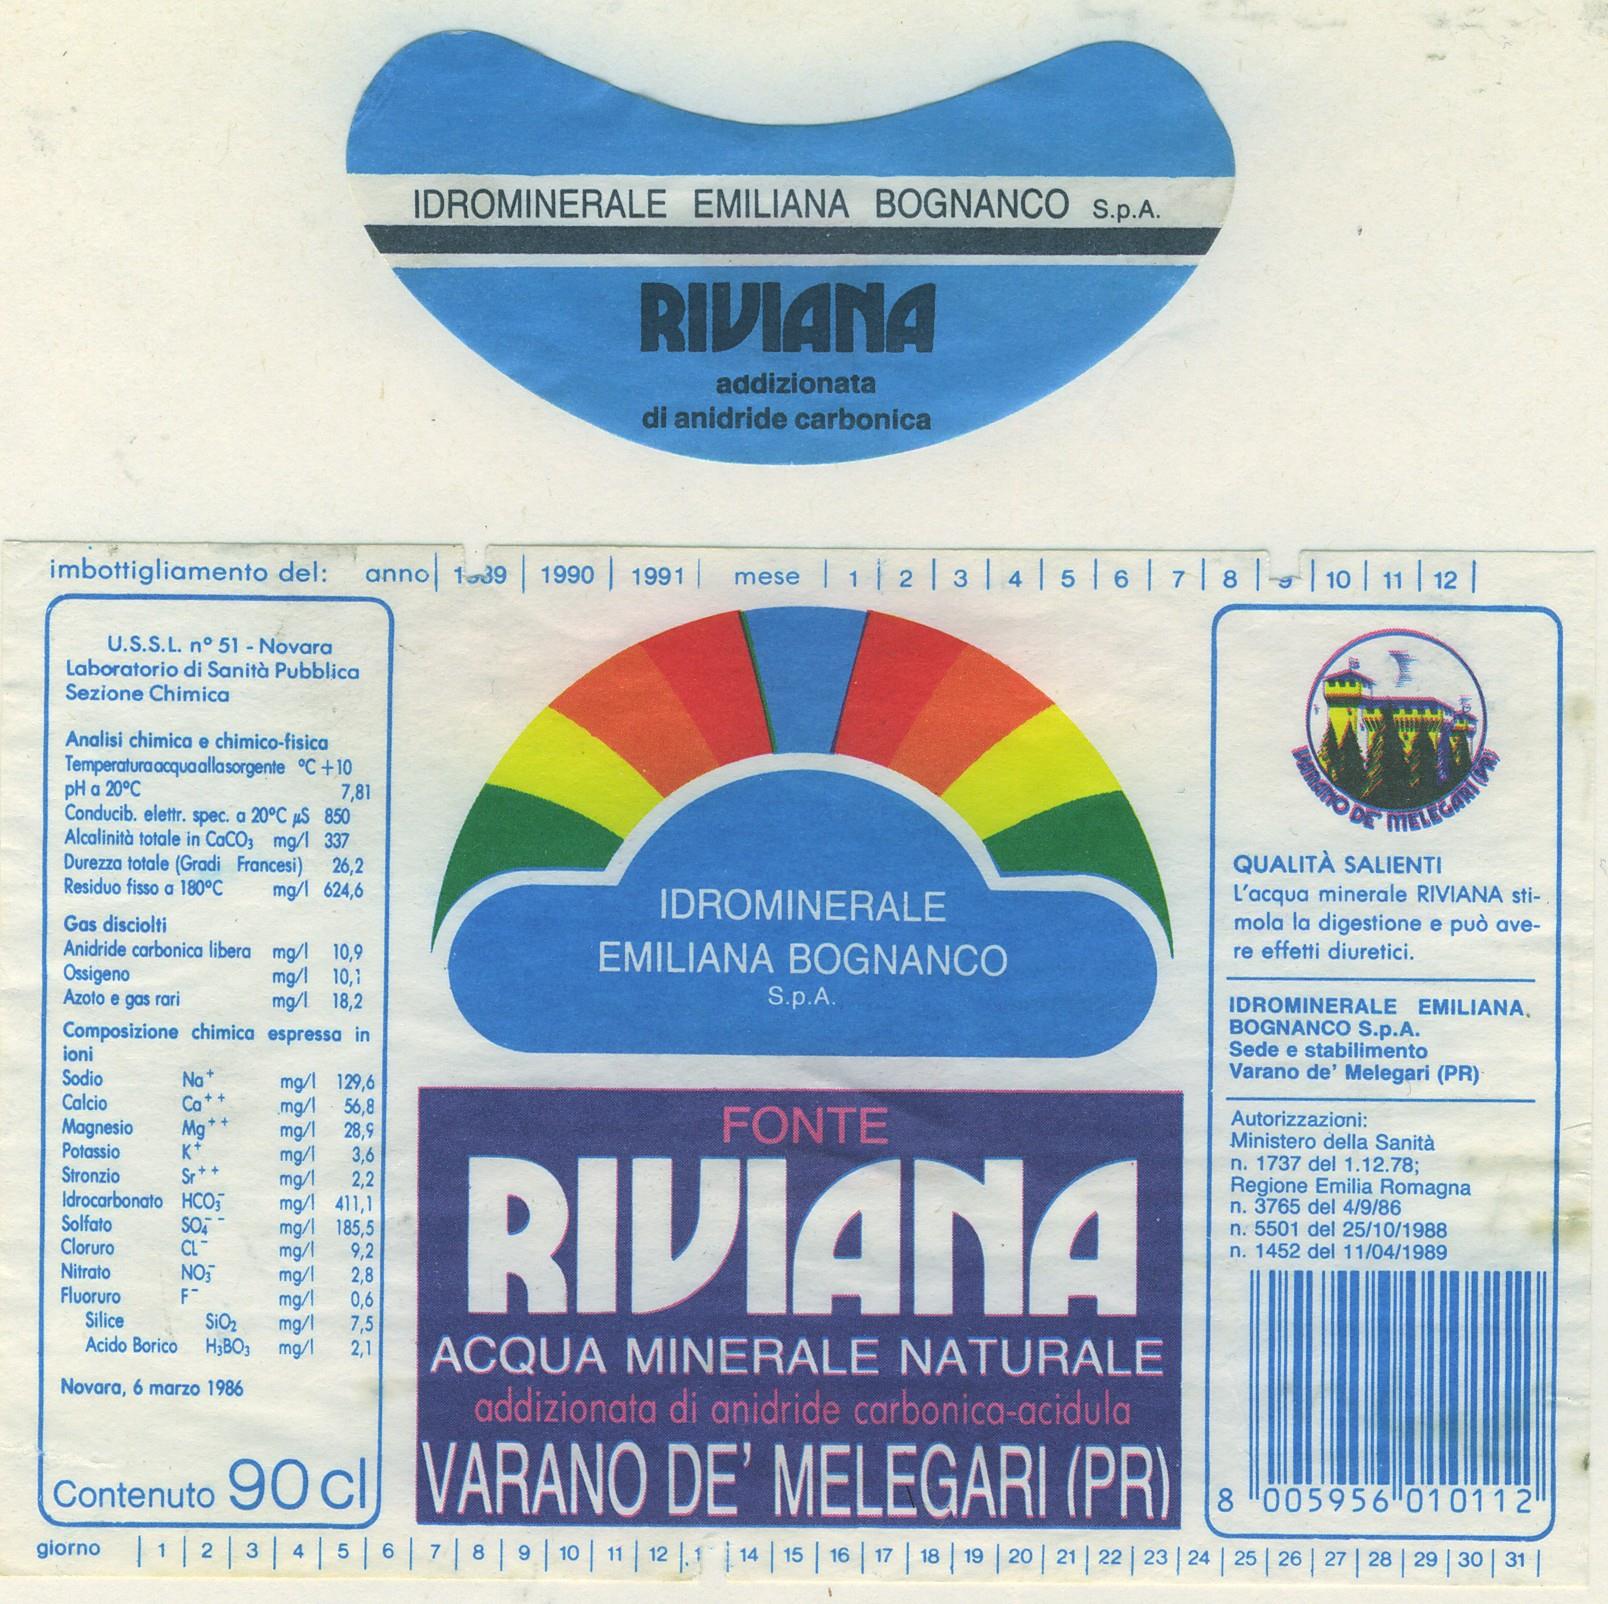 IDROMINERALE EMILIANA BOGNANCO S.p.A.
RIVIANA
addizionata
di anidride carbonica
imbottigliamento del: anno 1989 1990 1991 mese 1 2 3 4 5 6 7 8 9 10 11 12
U.S.S.L. n° 51 - Novara
Laboratorio di Sanità Pubblica
Sezione Chimica
Analisi chimica e chimico-fisica
Temperatura acqua alla sorgente °C +10
pH a 20°C 7,81
Conducib. elettr. spec. a 20°C µS 850
Alcalinità totale in CaCO₃ mg/l 337
Durezza totale (Gradi Francesi) 26,2
Residuo fisso a 180°C mg/l 624,6
Gas disciolti
Anidride carbonica libera mg/l 10,9
Ossigeno mg/l 10,1
Azoto e gas rari mg/l 18,2
Composizione chimica espressa in
ioni
Sodio Na⁺ mg/l 129,6
Calcio Ca⁺⁺ mg/l 56,8
Magnesio Mg⁺⁺ mg/l 28,9
Potassio K⁺ mg/l 3,6
Stronzio Sr⁺⁺ mg/l 2,2
Idrocarbonato HCO₃⁻ mg/l 411,1
Solfato SO₄⁻⁻ mg/l 185,5
Cloruro CL⁻ mg/l 9,2
Nitrato NO₃⁻ mg/l 2,8
Fluoruro F⁻ mg/l 0,6
Silice SiO₂ mg/l 7,5
Acido Borico H₃BO₃ mg/l 2,1
Novara, 6 marzo 1986
Contenuto 90 cl
IDROMINERALE
EMILIANA BOGNANCO
S.p.A.
FONTE
RIVIANA
ACQUA MINERALE NATURALE
addizionata di anidride carbonica-acidula
VARANO DE' MELEGARI (PR)
VARANO DE' MELEGARI (PR)
QUALITÀ SALIENTI
L'acqua minerale RIVIANA sti-
mola la digestione e può ave-
re effetti diuretici.
IDROMINERALE EMILIANA
BOGNANCO S.p.A.
Sede e stabilimento
Varano de' Melegari (PR)
Autorizzazioni:
Ministero della Sanità
n. 1737 del 1.12.78;
Regione Emilia Romagna
n. 3765 del 4/9/86
n. 5501 del 25/10/1988
n. 1452 del 11/04/1989
8 005956 010112
giorno 1 2 3 4 5 6 7 8 9 10 11 12 14 15 16 17 18 19 20 21 22 23 24 25 26 27 28 29 30 31